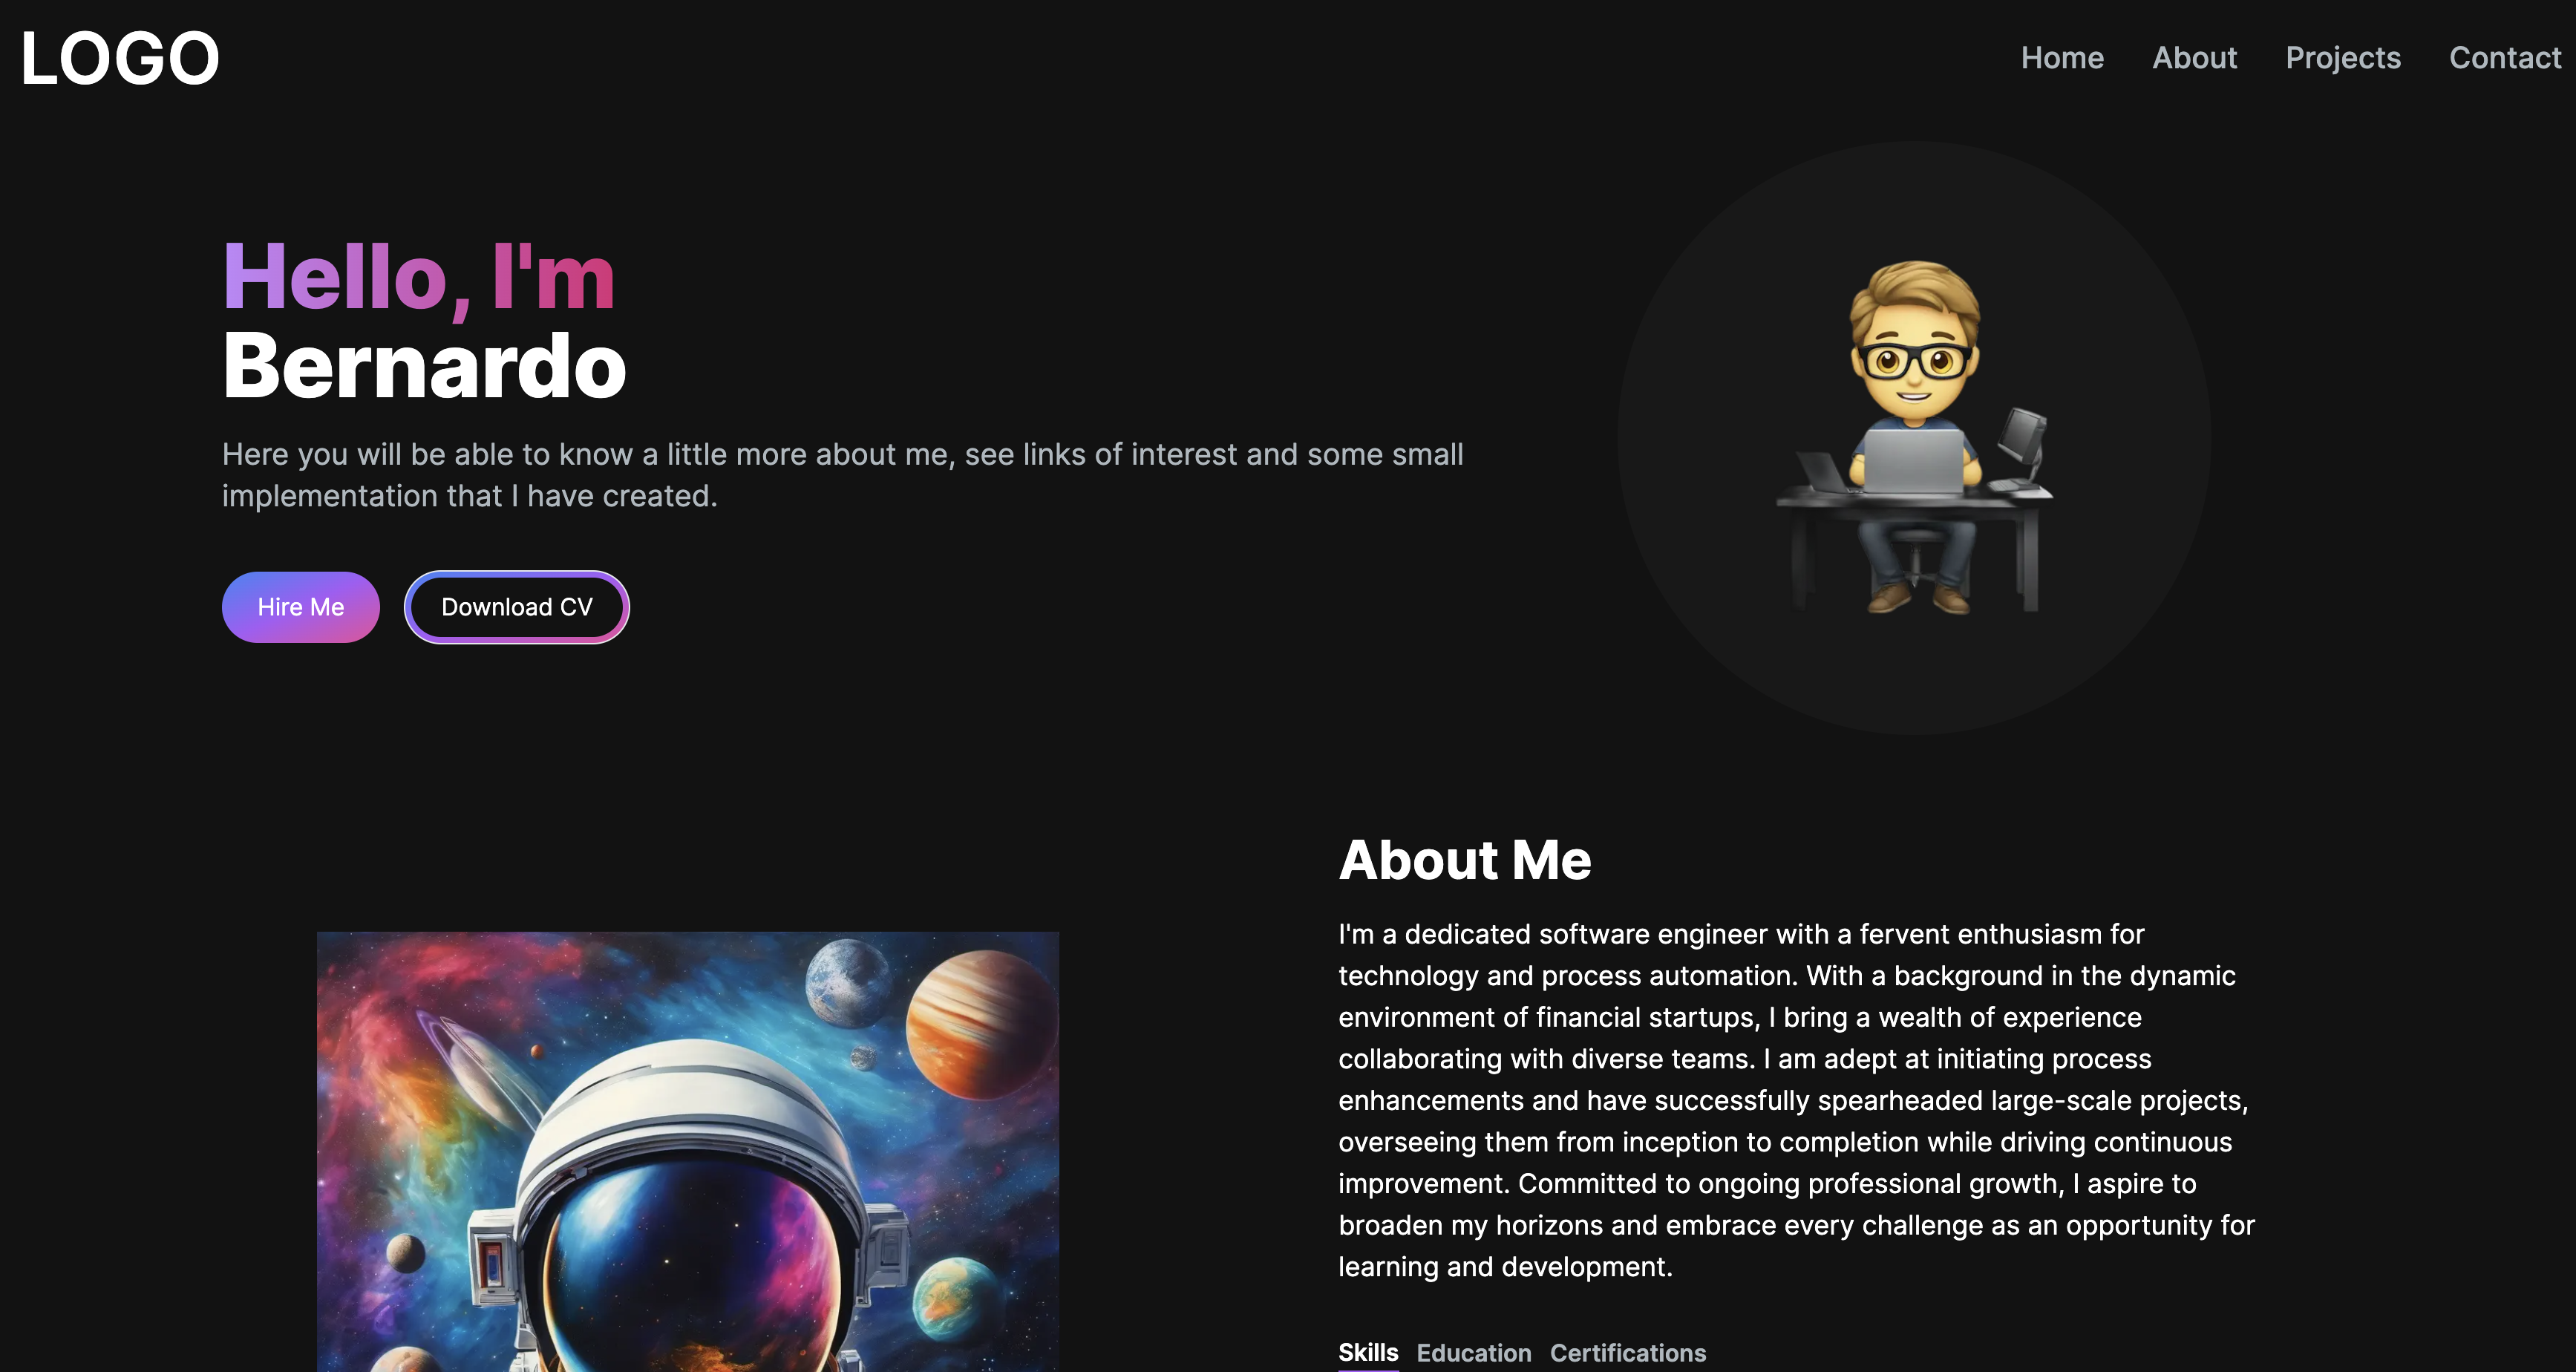 LOGO
Home About Projects Contact
Hello, I'm
Bernardo
Here you will be able to know a little more about me, see links of interest and some small
implementation that I have created.
Hire Me Download CV
About Me
I'm a dedicated software engineer with a fervent enthusiasm for
technology and process automation. With a background in the dynamic
environment of financial startups, I bring a wealth of experience
collaborating with diverse teams. I am adept at initiating process
enhancements and have successfully spearheaded large-scale projects,
overseeing them from inception to completion while driving continuous
improvement. Committed to ongoing professional growth, I aspire to
broaden my horizons and embrace every challenge as an opportunity for
learning and development.
Skills Education Certifications